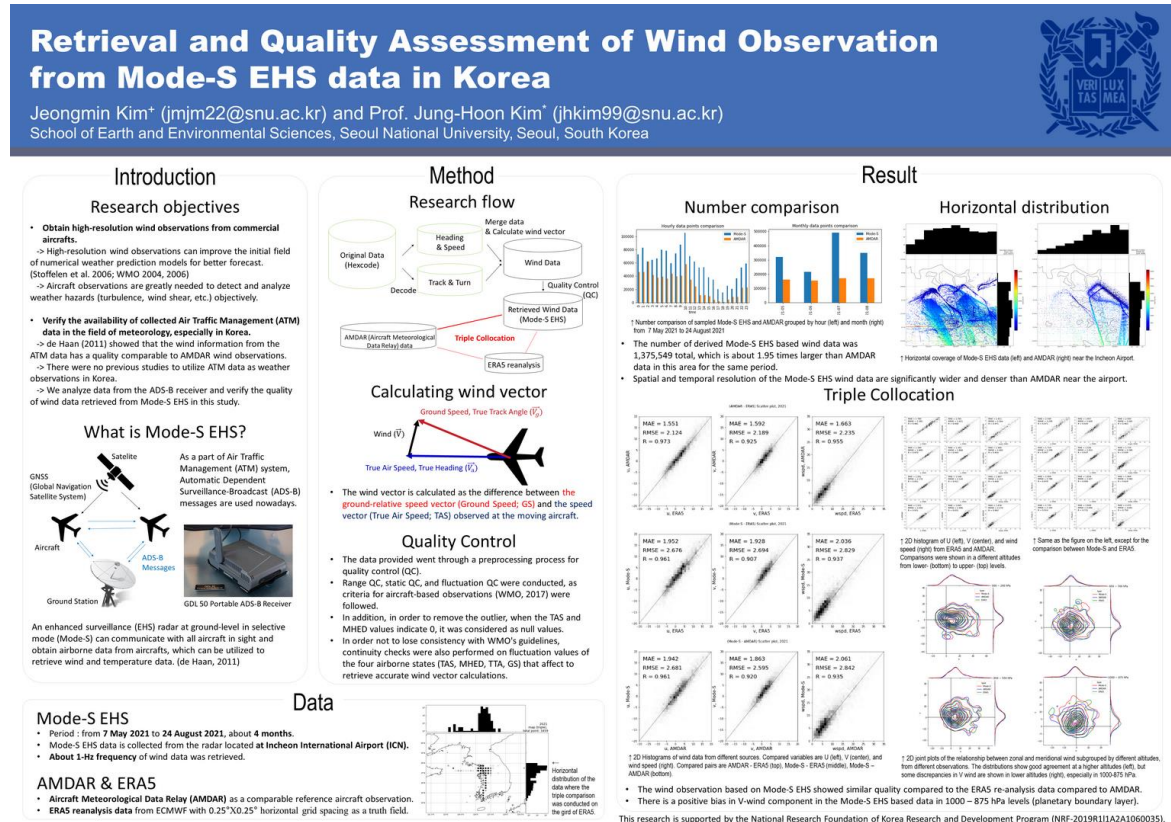 Retrieval and Quality Assessment of Wind Observation
from Mode-S EHS data in Korea
Jeongmin Kim+ (jmjm22@snu.ac.kr) and Prof. Jung-Hoon Kim* (jhkim99@snu.ac.kr)
School of Earth and Environmental Sciences, Seoul National University, Seoul, South Korea
VERI LUX
TAS MEA
Introduction
Research objectives
• Obtain high-resolution wind observations from commercial
aircrafts.
-> High-resolution wind observations can improve the initial field
of numerical weather prediction models for better forecast.
(Stoffelen et al. 2006; WMO 2004, 2006)
-> Aircraft observations are greatly needed to detect and analyze
weather hazards (turbulence, wind shear, etc.) objectively.
• Verify the availability of collected Air Traffic Management (ATM)
data in the field of meteorology, especially in Korea.
-> de Haan (2011) showed that the wind information from the
ATM data has a quality comparable to AMDAR wind observations.
-> There were no previous studies to utilize ATM data as weather
observations in Korea.
-> We analyze data from the ADS-B receiver and verify the quality
of wind data retrieved from Mode-S EHS in this study.
What is Mode-S EHS?
Satelite
GNSS
(Global Navigation
Satellite System)
Aircraft
ADS-B
Messages
Ground Station
As a part of Air Traffic
Management (ATM) system,
Automatic Dependent
Surveillance-Broadcast (ADS-B)
messages are used nowadays.
GDL 50 Portable ADS-B Receiver
An enhanced surveillance (EHS) radar at ground-level in selective
mode (Mode-S) can communicate with all aircraft in sight and
obtain airborne data from aircrafts, which can be utilized to
retrieve wind and temperature data. (de Haan, 2011)
Method
Research flow
Original Data
(Hexcode)
Heading
& Speed
Merge data
& Calculate wind vector
Wind Data
Decode
Track & Turn
Quality Control
(QC)
Retrieved Wind Data
(Mode-S EHS)
AMDAR (Aircraft Meteorological
Data Relay) data
Triple Collocation
ERA5 reanalysis
Calculating wind vector
Ground Speed, True Track Angle
Wind
True Air Speed, True Heading
• The wind vector is calculated as the difference between the
ground-relative speed vector (Ground Speed; GS) and the speed
vector (True Air Speed; TAS) observed at the moving aircraft.
Quality Control
• The data provided went through a preprocessing process for
quality control (QC).
• Range QC, static QC, and fluctuation QC were conducted, as
criteria for aircraft-based observations (WMO, 2017) were
followed.
• In addition, in order to remove the outlier, when the TAS and
MHED values indicate 0, it was considered as null values.
• In order not to lose consistency with WMO's guidelines,
continuity checks were also performed on fluctuation values of
the four airborne states (TAS, MHED, TTA, GS) that affect to
retrieve accurate wind vector calculations.
Data
Mode-S EHS
• Period : from 7 May 2021 to 24 August 2021, about 4 months.
• Mode-S EHS data is collected from the radar located at Incheon International Airport (ICN).
• About 1-Hz frequency of wind data was retrieved.
AMDAR & ERA5
• Aircraft Meteorological Data Relay (AMDAR) as a comparable reference aircraft observation.
• ERA5 reanalysis data from ECMWF with 0.25°X0.25° horizontal grid spacing as a truth field.
← Horizontal
distribution of the
data where the
triple comparison
was conducted on
the gird of ERA5.
Result
Number comparison
Hourly data points comparison
Monthly data points comparison
Mode-S
AMDAR
Mode-S
AMDAR
↑ Number comparison of sampled Mode-S EHS and AMDAR grouped by hour (left) and month (right)
from 7 May 2021 to 24 August 2021
• The number of derived Mode-S EHS based wind data was
1,375,549 total, which is about 1.95 times larger than AMDAR
data in this area for the same period.
• Spatial and temporal resolution of the Mode-S EHS wind data are significantly wider and denser than AMDAR near the airport.
Horizontal distribution
↑ Horizontal coverage of Mode-S EHS data (left) and AMDAR (right) near the Incheon Airport.
Triple Collocation
MAE = 1.551
RMSE = 2.124
R = 0.973
u, AMDAR
u, ERA5
MAE = 1.592
RMSE = 2.189
R = 0.925
v, AMDAR
v, ERA5
MAE = 1.663
RMSE = 2.235
R = 0.955
wspd, AMDAR
wspd, ERA5
MAE = 1.952
RMSE = 2.676
R = 0.961
u, Mode-S
u, ERA5
MAE = 1.928
RMSE = 2.694
R = 0.907
v, Mode-S
v, ERA5
MAE = 2.036
RMSE = 2.829
R = 0.937
wspd, Mode-S
wspd, ERA5
MAE = 1.942
RMSE = 2.681
R = 0.961
u, Mode-S
u, AMDAR
MAE = 1.863
RMSE = 2.595
R = 0.920
v, Mode-S
v, AMDAR
MAE = 2.061
RMSE = 2.842
R = 0.935
wspd, Mode-S
wspd, AMDAR
↑ 2D Histograms of wind data from different sources. Compared variables are U (left), V (center), and
wind speed (right). Compared pairs are AMDAR - ERA5 (top), Mode-S - ERA5 (middle), Mode-S –
AMDAR (bottom).
↑ 2D histogram of U (left), V (center), and wind
speed (right) from ERA5 and AMDAR.
Comparisons were shown in a different altitudes
from lower- (bottom) to upper- (top) levels.
↑ Same as the figure on the left, except for the
comparison between Mode-S and ERA5.
↑ 2D joint plots of the relationship between zonal and meridional wind subgrouped by different altitudes,
from different observations. The distributions show good agreement at a higher altitudes (left), but
some discrepancies in V wind are shown in lower altitudes (right), especially in 1000-875 hPa.
• The wind observation based on Mode-S EHS showed similar quality compared to the ERA5 re-analysis data compared to AMDAR.
• There is a positive bias in V-wind component in the Mode-S EHS based data in 1000 – 875 hPa levels (planetary boundary layer).
This research is supported by the National Research Foundation of Korea Research and Development Program (NRF-2019R1I1A2A1060035).